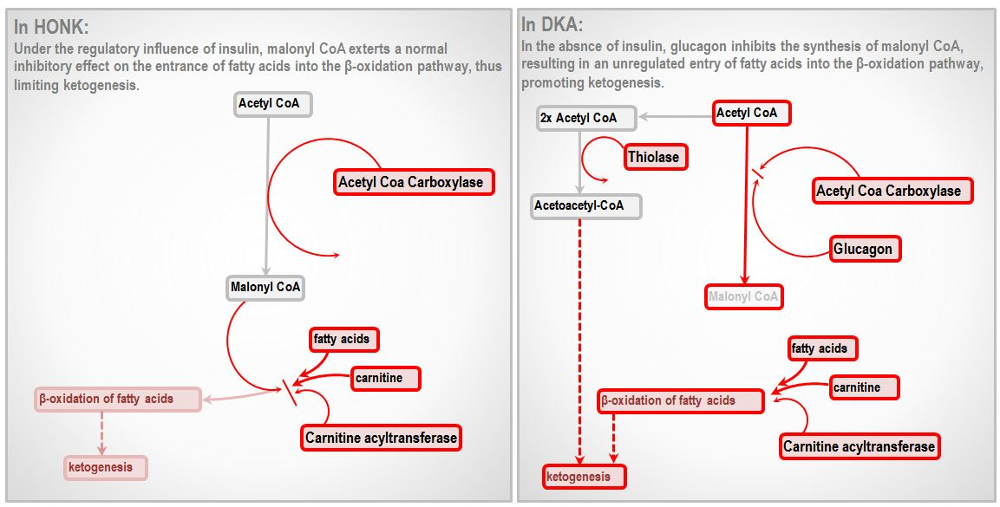 In HONK:
Under the regulatory influence of insulin, malonyl CoA exterts a normal
inhibitory effect on the entrance of fatty acids into the β-oxidation pathway, thus
limiting ketogenesis.
Acetyl CoA
Acetyl Coa Carboxylase
Malonyl CoA
fatty acids
carnitine
β-oxidation of fatty acids
Carnitine acyltransferase
ketogenesis
In DKA:
In the absnce of insulin, glucagon inhibits the synthesis of malonyl CoA,
resulting in an unregulated entry of fatty acids into the β-oxidation pathway,
promoting ketogenesis.
2x Acetyl CoA
Acetyl CoA
Thiolase
Acetyl Coa Carboxylase
Acetoacetyl-CoA
Glucagon
Malonyl CoA
fatty acids
carnitine
β-oxidation of fatty acids
Carnitine acyltransferase
ketogenesis